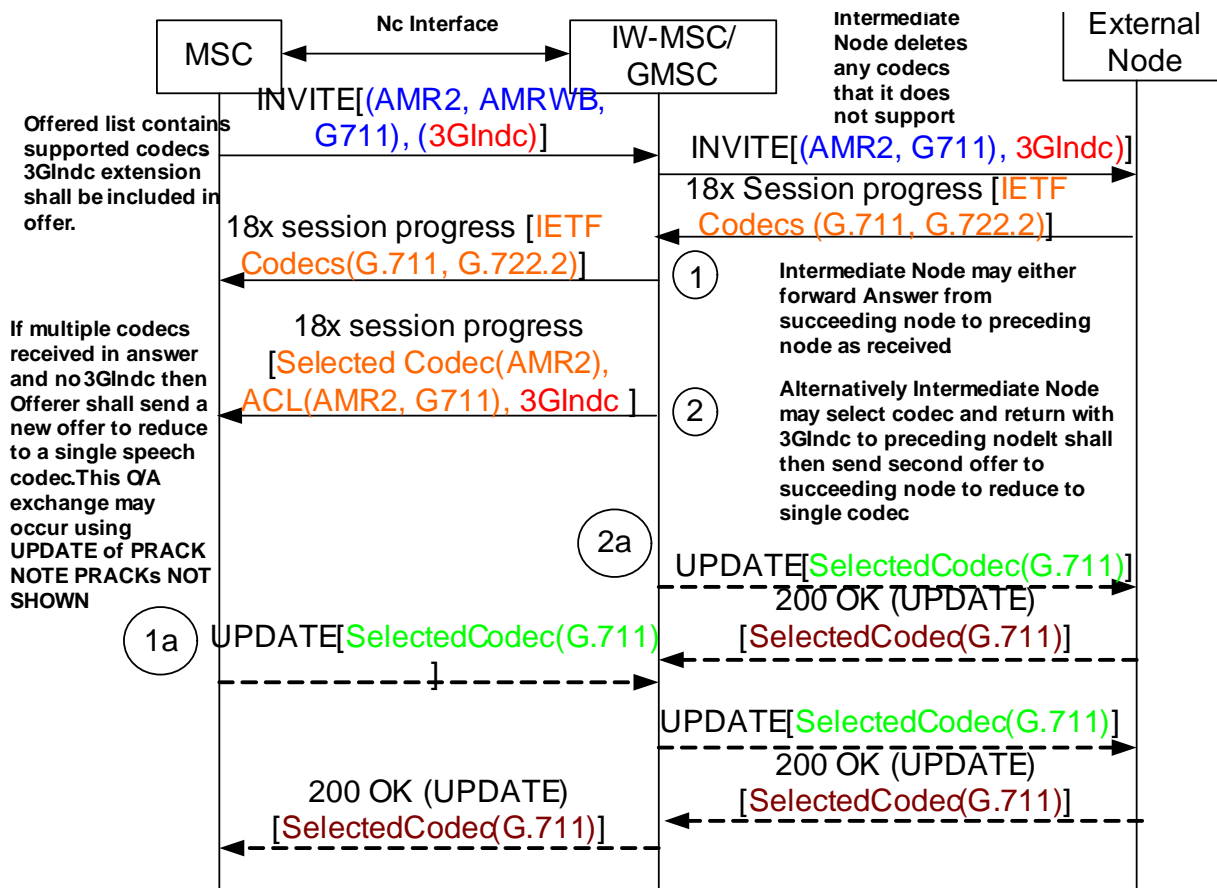 MSC
Nc Interface
IW-MSC/
GMSC
Intermediate
Node deletes
any codecs
that it does
not support
External
Node
Offered list contains
supported codecs
3GIndc extension
shall be included in
offer.
INVITE[(AMR2, AMRWB,
G711), (3GIndc)]
INVITE[(AMR2, G711), 3GIndc)]
18x Session Progress [IETF
Codecs (G.711, G.722.2)]
18x session progress [IETF
Codecs(G.711, G.722.2)]
1
Intermediate Node may either
forward Answer from
succeeding node to preceding
node as received
If multiple codecs
received in answer
and no 3GIndc then
Offerer shall send a
new offer to reduce
to a single speech
codec.This O/A
exchange may
occur using
UPDATE of PRACK
NOTE PRACKs NOT
SHOWN
18x session progress
[Selected Codec(AMR2),
ACL(AMR2, G711), 3GIndc ]
2
Alternatively Intermediate Node
may select codec and return with
3GIndc to preceding nodeIt shall
then send second offer to
succeeding node to reduce to
single codec
2a
UPDATE[SelectedCodec(G.711)]
200 OK (UPDATE)
[SelectedCodec(G.711)]
1a
UPDATE[SelectedCodec(G.711)
]
UPDATE[SelectedCodec(G.711)]
200 OK (UPDATE)
[SelectedCodec(G.711)]
200 OK (UPDATE)
[SelectedCodec(G.711)]